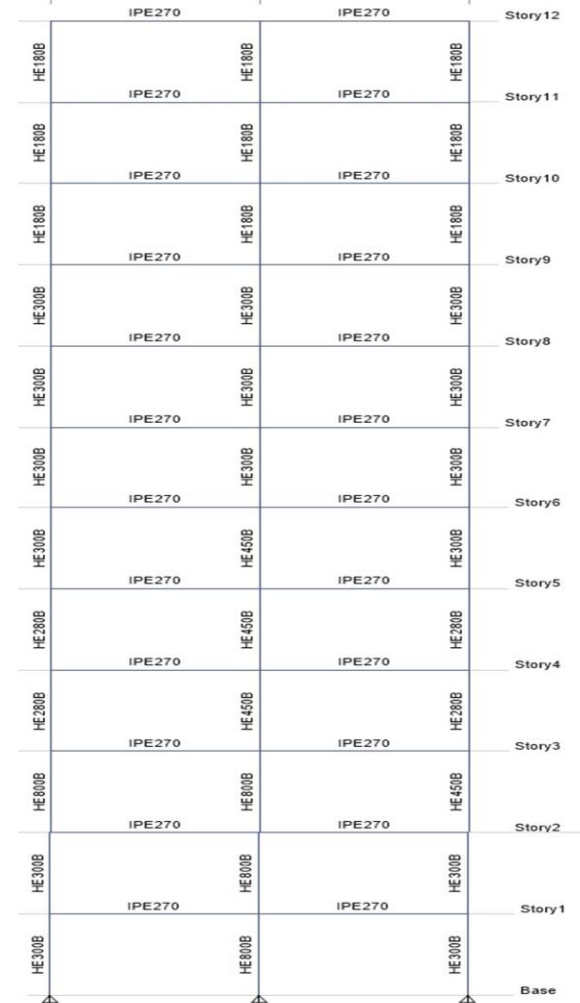 IPE270 IPE270 Story12
HE180B HE180B HE180B
IPE270 IPE270 Story11
HE180B HE180B HE180B
IPE270 IPE270 Story10
HE180B HE180B HE180B
IPE270 IPE270 Story9
HE300B HE300B HE300B
IPE270 IPE270 Story8
HE300B HE300B HE300B
IPE270 IPE270 Story7
HE300B HE300B HE300B
IPE270 IPE270 Story6
HE300B HE450B HE300B
IPE270 IPE270 Story5
HE280B HE450B HE280B
IPE270 IPE270 Story4
HE280B HE450B HE280B
IPE270 IPE270 Story3
HE800B HE800B HE450B
IPE270 IPE270 Story2
HE300B HE800B HE300B
IPE270 IPE270 Story1
HE300B HE800B HE300B
Base